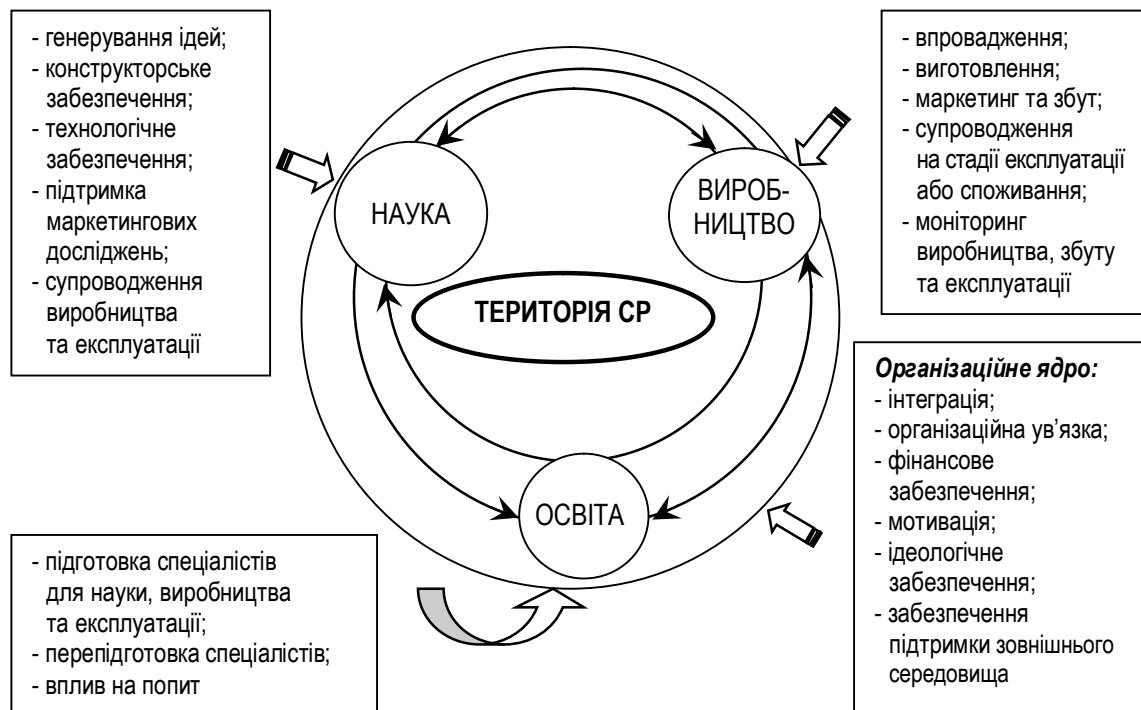 - генерування ідей;
- конструкторське
забезпечення;
- технологічне
забезпечення;
- підтримка
маркетингових
досліджень;
- супроводження
виробництва
та експлуатації
- впровадження;
- виготовлення;
- маркетинг та збут;
- супроводження
на стадії експлуатації
або споживання;
- моніторинг
виробництва, збуту
та експлуатації
НАУКА
ВИРОБ-
НИЦТВО
ТЕРИТОРІЯ СР
ОСВІТА
Організаційне ядро:
- інтеграція;
- організаційна ув’язка;
- фінансове
забезпечення;
- мотивація;
- ідеологічне
забезпечення;
- забезпечення
підтримки зовнішнього
середовища
- підготовка спеціалістів
для науки, виробництва
та експлуатації;
- перепідготовка спеціалістів;
- вплив на попит